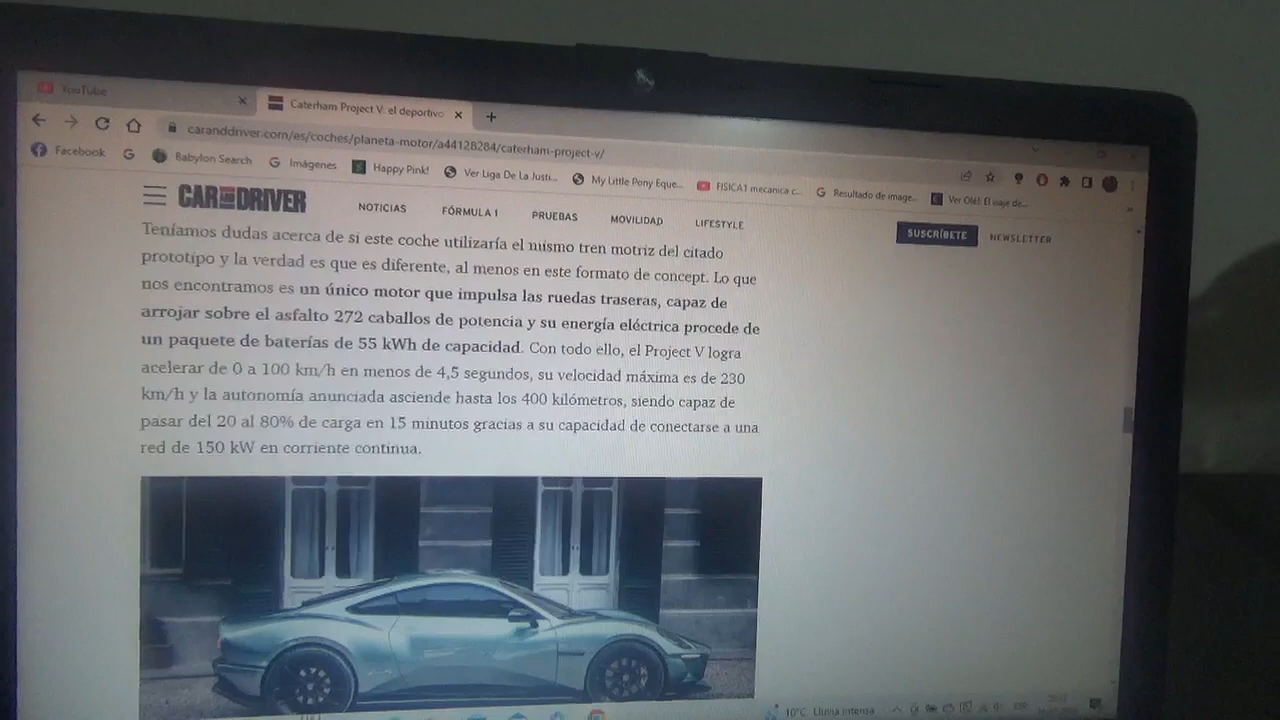 YouTube
Caterham Project V: el deportivo
caranddriver.com/es/coches/planeta-motor/a44128284/caterham-project-v/
Facebook
Babylon Search
Imágenes
Happy Pink!
Ver Liga De La Justi...
My Little Pony Eque...
FISICA1 mecanica c...
Resultado de image...
Ver Olé! El viaje de...
CAR AND DRIVER
NOTICIAS
FÓRMULA 1
PRUEBAS
MOVILIDAD
LIFESTYLE
SUSCRÍBETE
NEWSLETTER
Teníamos dudas acerca de si este coche utilizaría el mismo tren motriz del citado
prototipo y la verdad es que es diferente, al menos en este formato de concept. Lo que
nos encontramos es un único motor que impulsa las ruedas traseras, capaz de
arrojar sobre el asfalto 272 caballos de potencia y su energía eléctrica procede de
un paquete de baterías de 55 kWh de capacidad. Con todo ello, el Project V logra
acelerar de 0 a 100 km/h en menos de 4,5 segundos, su velocidad máxima es de 230
km/h y la autonomía anunciada asciende hasta los 400 kilómetros, siendo capaz de
pasar del 20 al 80% de carga en 15 minutos gracias a su capacidad de conectarse a una
red de 150 kW en corriente continua.
10°C Lluvia intensa